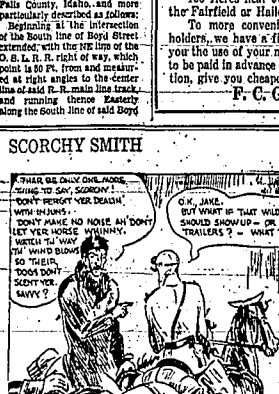 Falls County, Idaho, and more
particularly described as follows:
Beginning at the intersection
of the South line of Boyd Street
extended, with the NE line of the
O. S. L. R. R. right of way, which
point is 50 Ft. from and measur-
ed at right angles to the center
line of said R. R. main line track,
and running thence Easterly
along the South line of said Boyd
the Fairfield or Haile
To more conven
holders, we have a fi
you the use of your m
to be paid in advance
tion, give you cheape
F. C. G
SCORCHY SMITH
THAR BE ONLY ONE MORE
THING TO SAY, SCORCHY!
DON'T FERGIT YER DEALIN'
WITH INJUNS.
DON'T MAKE NO NOISE AN' DON'T
LET YER HORSE WHINNY.
WATCH TH' WAY
TH' WIND BLOWS
SO THEIR
DOGS DON'T
SCENT YER.
SAVVY?
O.K., JAKE.
BUT WHAT IF THAT WILD
SHOULD SHOW UP - OR
TRAILERS? - WHAT